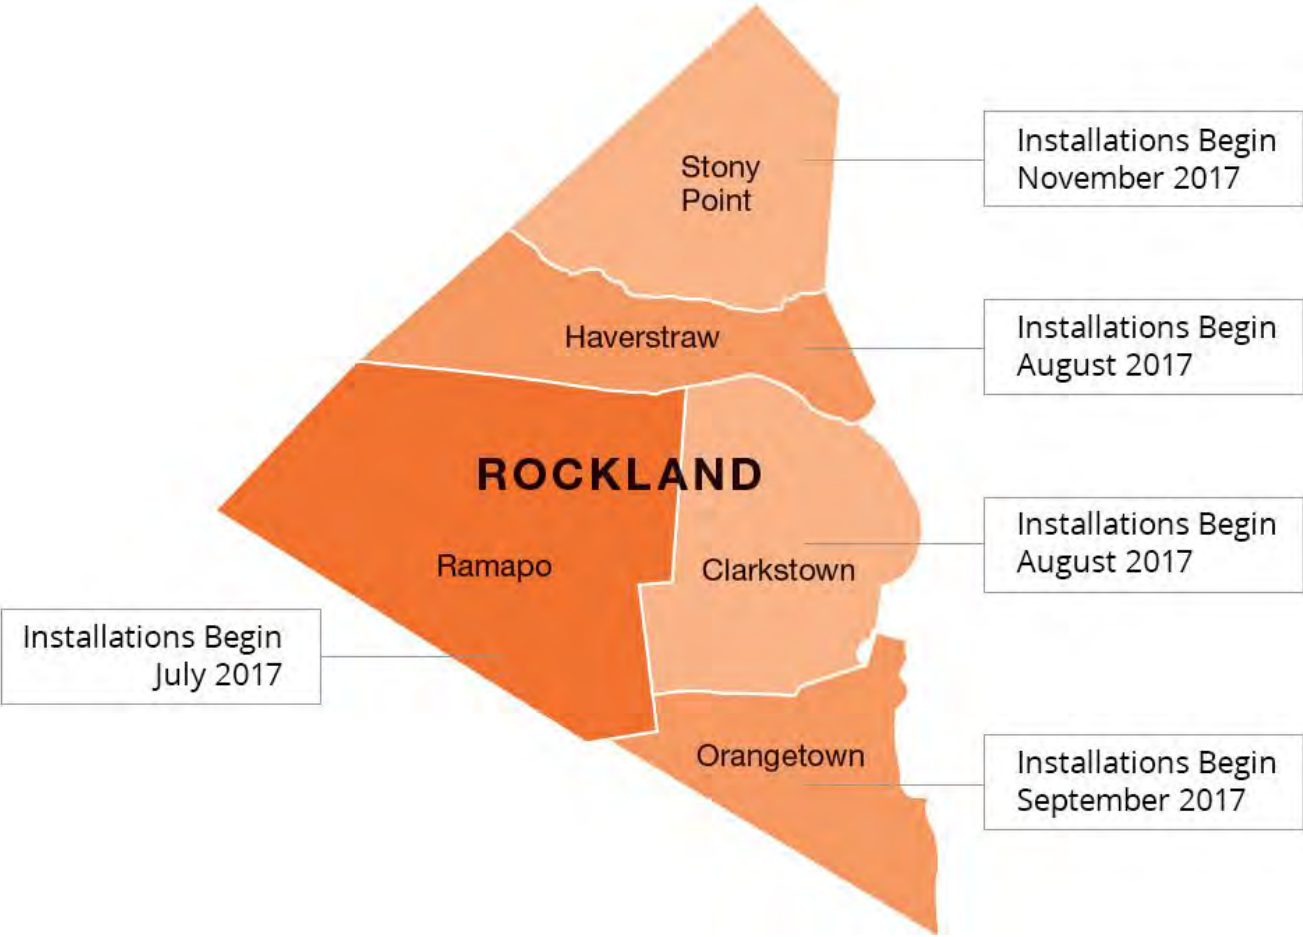 Installations Begin
November 2017
Stony
Point
Installations Begin
August 2017
Haverstraw
ROCKLAND
Installations Begin
August 2017
Ramapo
Clarkstown
Installations Begin
July 2017
Orangetown
Installations Begin
September 2017